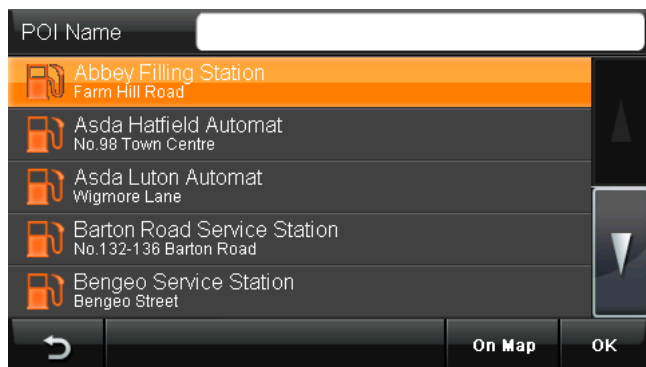 POI Name
Abbey Filling Station
Farm Hill Road
Asda Hatfield Automat
No.98 Town Centre
Asda Luton Automat
Wigmore Lane
Barton Road Service Station
No.132-136 Barton Road
Bengeo Service Station
Bengeo Street
On Map
OK